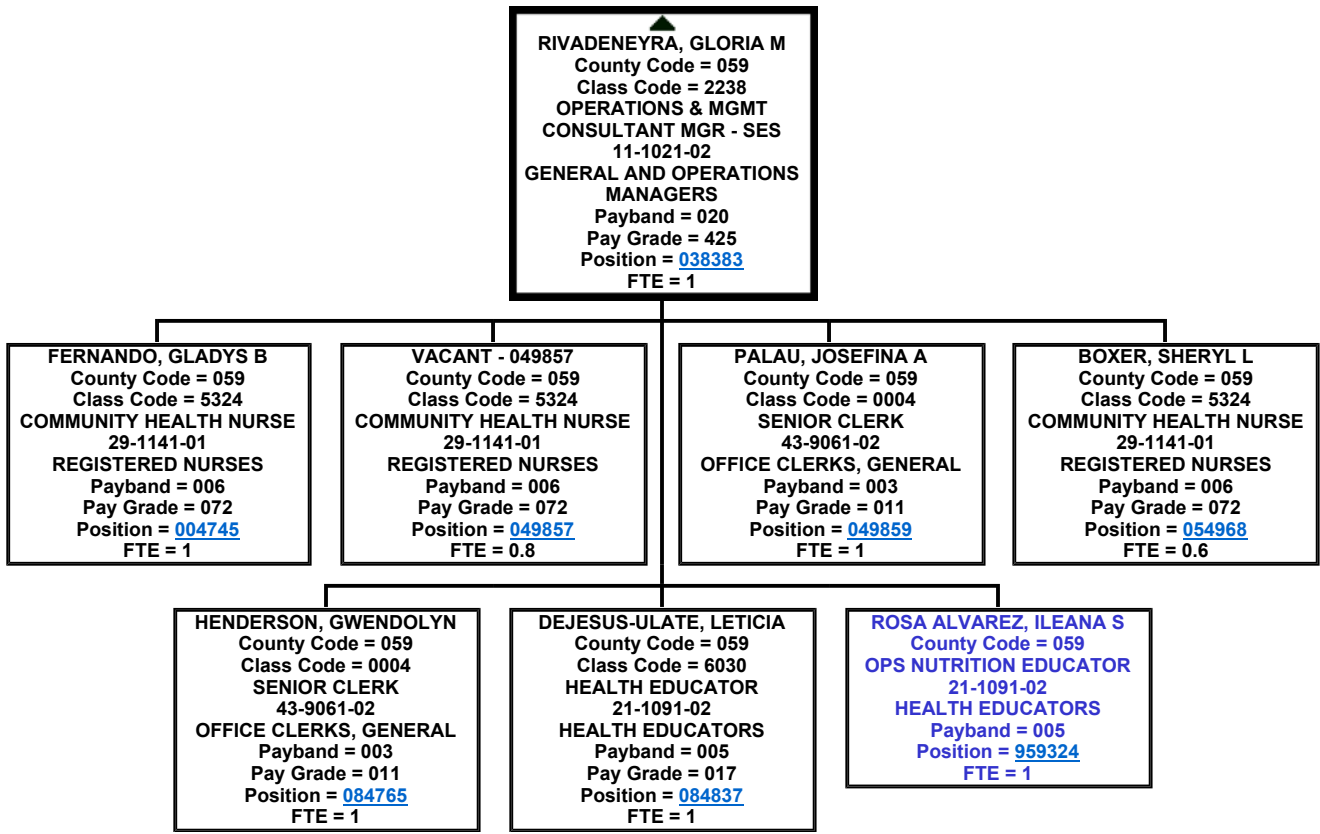 RIVADENEYRA, GLORIA M
County Code = 059
Class Code = 2238
OPERATIONS & MGMT
CONSULTANT MGR - SES
11-1021-02
GENERAL AND OPERATIONS
MANAGERS
Payband = 020
Pay Grade = 425
Position = 038383
FTE = 1
FERNANDO, GLADYS B
County Code = 059
Class Code = 5324
COMMUNITY HEALTH NURSE
29-1141-01
REGISTERED NURSES
Payband = 006
Pay Grade = 072
Position = 004745
FTE = 1
VACANT - 049857
County Code = 059
Class Code = 5324
COMMUNITY HEALTH NURSE
29-1141-01
REGISTERED NURSES
Payband = 006
Pay Grade = 072
Position = 049857
FTE = 0.8
PALAU, JOSEFINA A
County Code = 059
Class Code = 0004
SENIOR CLERK
43-9061-02
OFFICE CLERKS, GENERAL
Payband = 003
Pay Grade = 011
Position = 049859
FTE = 1
BOXER, SHERYL L
County Code = 059
Class Code = 5324
COMMUNITY HEALTH NURSE
29-1141-01
REGISTERED NURSES
Payband = 006
Pay Grade = 072
Position = 054968
FTE = 0.6
HENDERSON, GWENDOLYN
County Code = 059
Class Code = 0004
SENIOR CLERK
43-9061-02
OFFICE CLERKS, GENERAL
Payband = 003
Pay Grade = 011
Position = 084765
FTE = 1
DEJESUS-ULATE, LETICIA
County Code = 059
Class Code = 6030
HEALTH EDUCATOR
21-1091-02
HEALTH EDUCATORS
Payband = 005
Pay Grade = 017
Position = 084837
FTE = 1
ROSA ALVAREZ, ILEANA S
County Code = 059
OPS NUTRITION EDUCATOR
21-1091-02
HEALTH EDUCATORS
Payband = 005
Position = 959324
FTE = 1